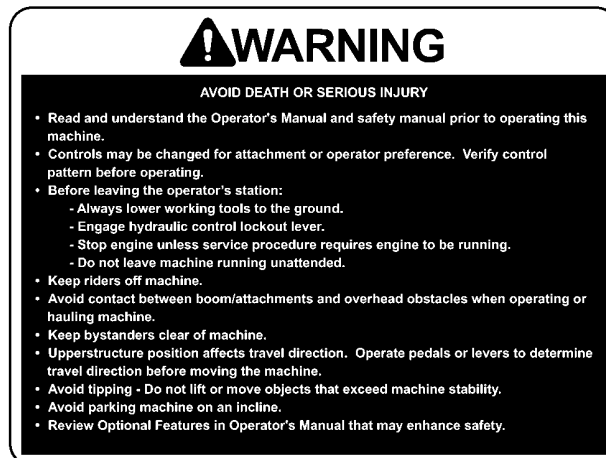 WARNING
AVOID DEATH OR SERIOUS INJURY
• Read and understand the Operator's Manual and safety manual prior to operating this
machine.
• Controls may be changed for attachment or operator preference. Verify control
pattern before operating.
• Before leaving the operator's station:
- Always lower working tools to the ground.
- Engage hydraulic control lockout lever.
- Stop engine unless service procedure requires engine to be running.
- Do not leave machine running unattended.
• Keep riders off machine.
• Avoid contact between boom/attachments and overhead obstacles when operating or
hauling machine.
• Keep bystanders clear of machine.
• Upperstructure position affects travel direction. Operate pedals or levers to determine
travel direction before moving the machine.
• Avoid tipping - Do not lift or move objects that exceed machine stability.
• Avoid parking machine on an incline.
• Review Optional Features in Operator's Manual that may enhance safety.